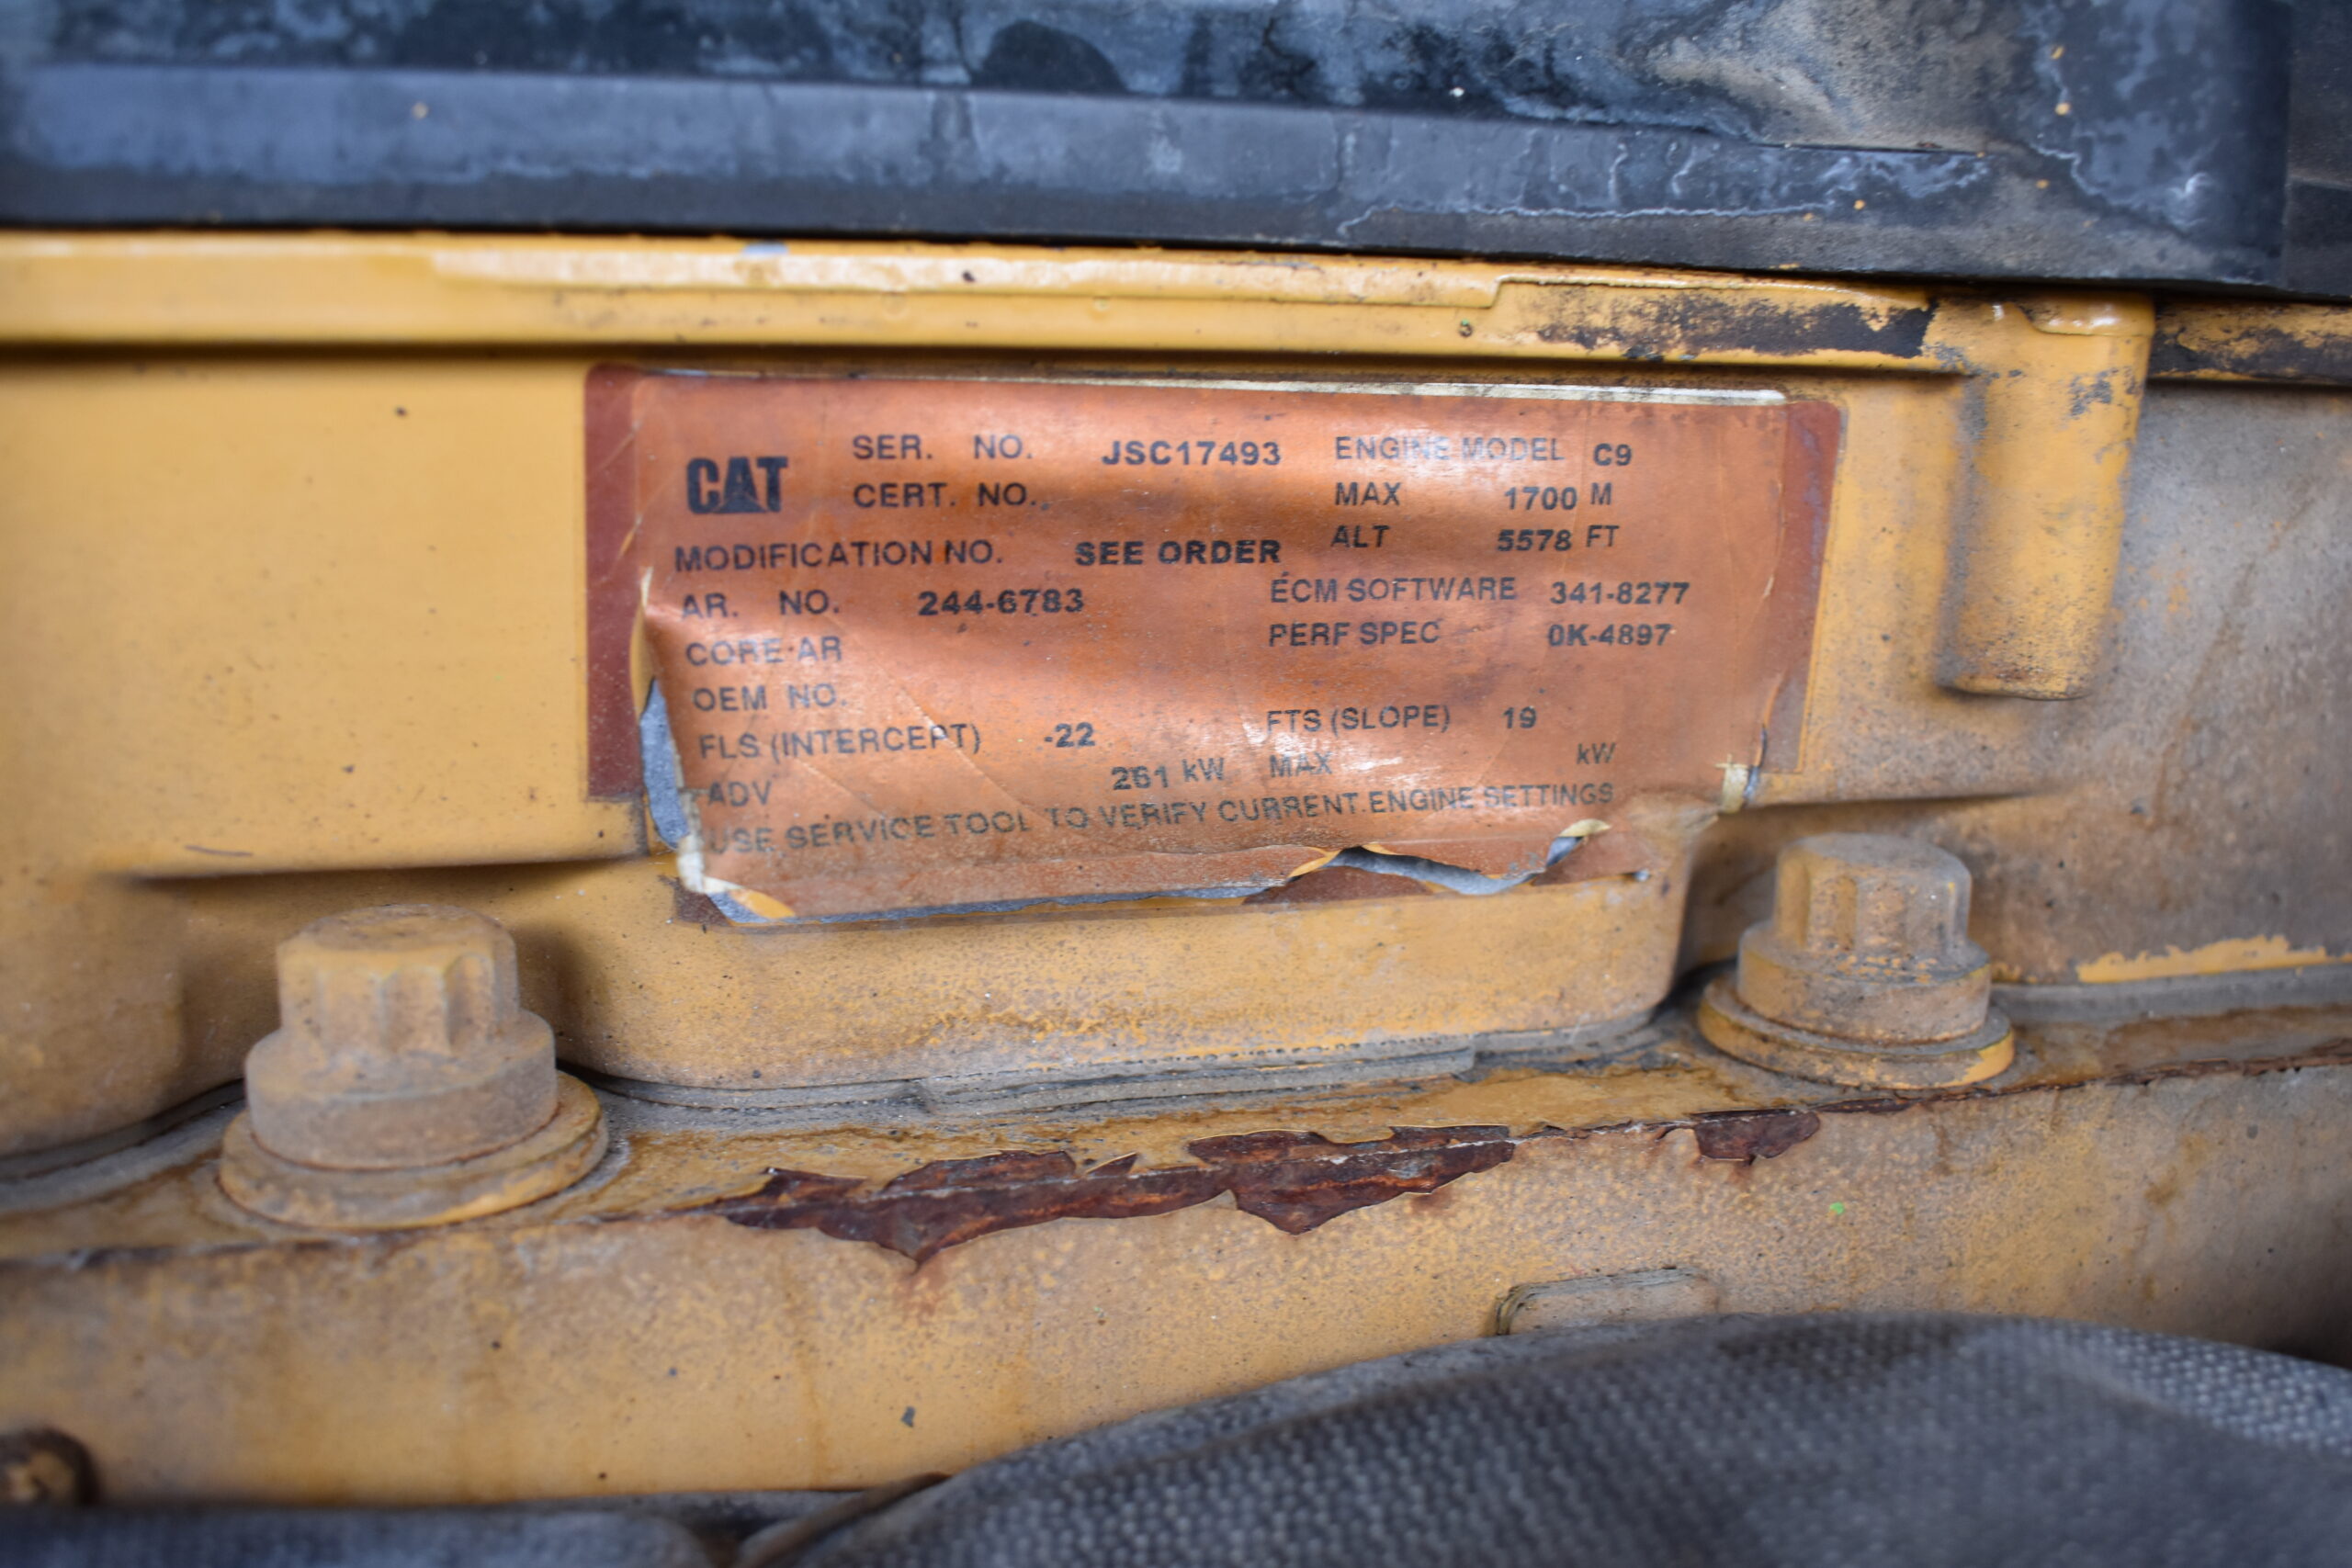 CAT SER. NO. JSC17493 ENGINE MODEL C9
CERT. NO. MAX 1700 M
MODIFICATION NO. SEE ORDER ALT 5578 FT
AR. NO. 244-6783 ECM SOFTWARE 341-8277
CORE AR PERF SPEC 0K-4897
OEM NO.
FLS (INTERCEPT) -22 FTS (SLOPE) 19
ADV 261 kW MAX kW
USE SERVICE TOOL TO VERIFY CURRENT ENGINE SETTINGS